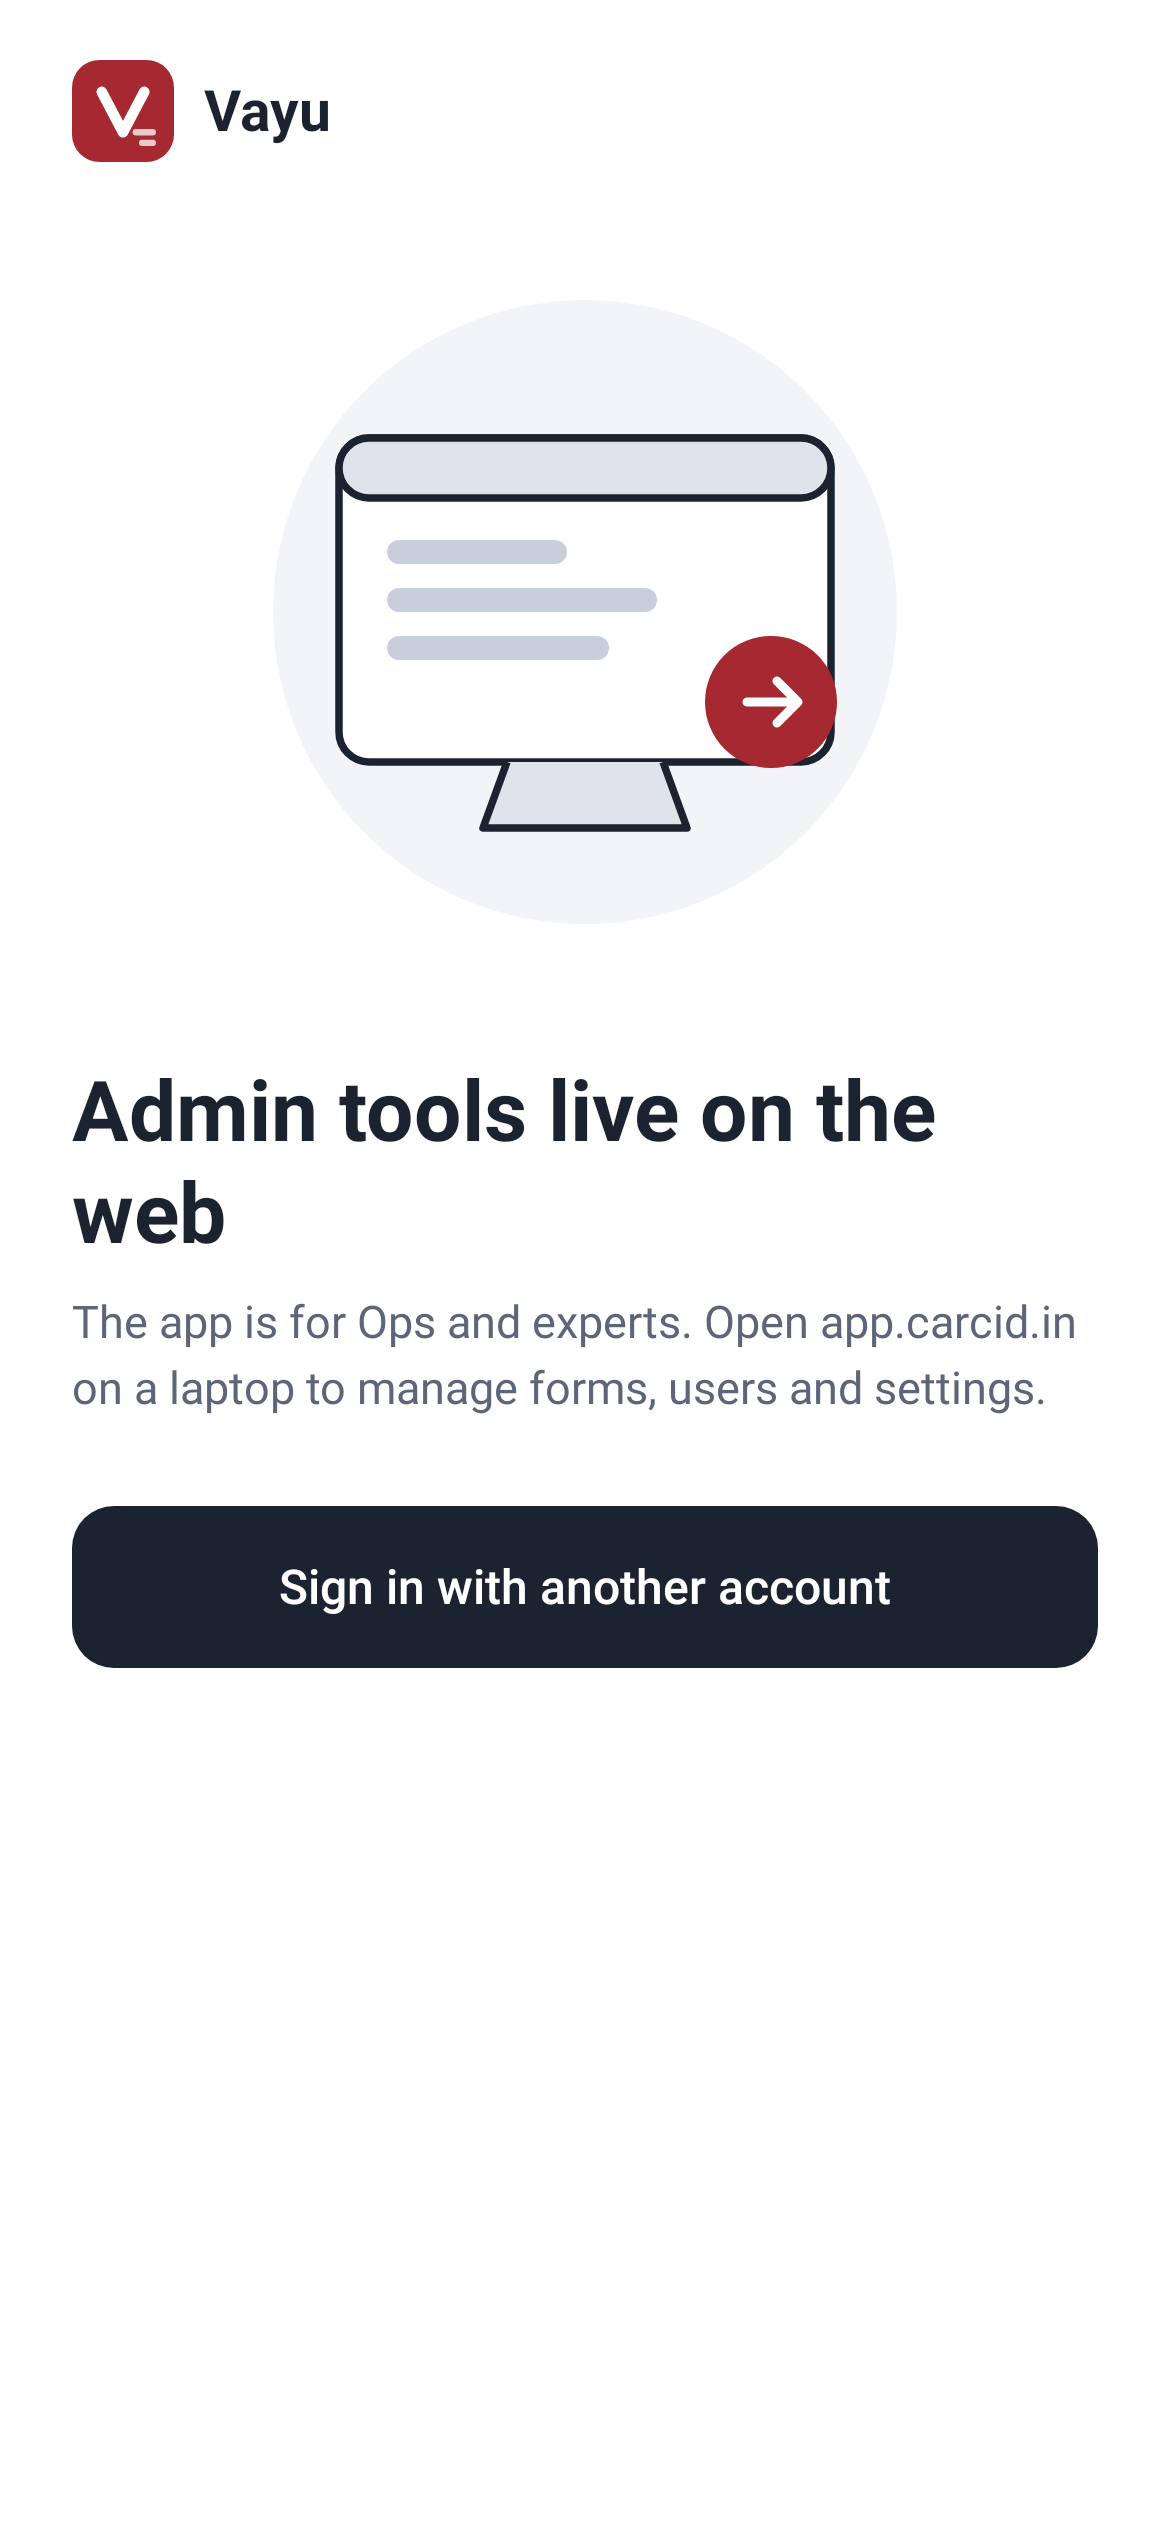 Vayu
Admin tools live on the
web
The app is for Ops and experts. Open app.carcid.in
on a laptop to manage forms, users and settings.
Sign in with another account